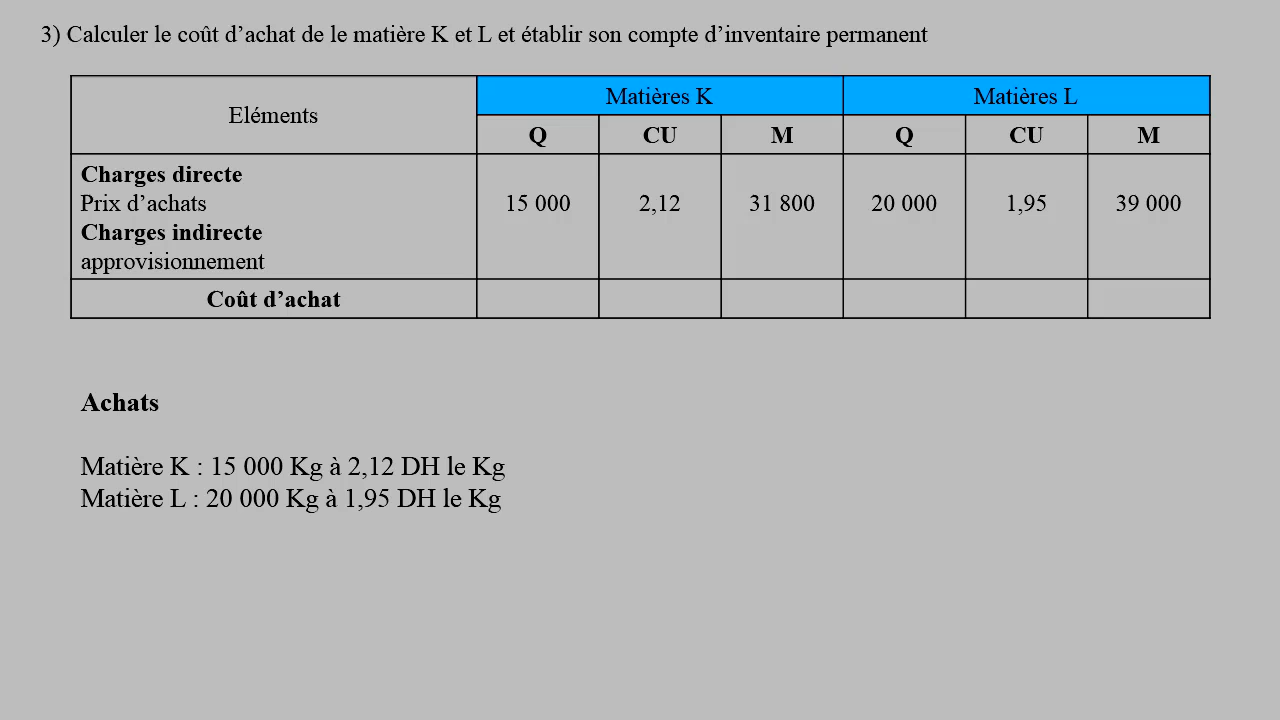 3) Calculer le coût d’achat de le matière K et L et établir son compte d’inventaire permanent
Eléments
Matières K
Matières L
Q
CU
M
Q
CU
M
Charges directe
Prix d’achats
15 000
2,12
31 800
20 000
1,95
39 000
Charges indirecte
approvisionnement
Coût d’achat
Achats
Matière K : 15 000 Kg à 2,12 DH le Kg
Matière L : 20 000 Kg à 1,95 DH le Kg